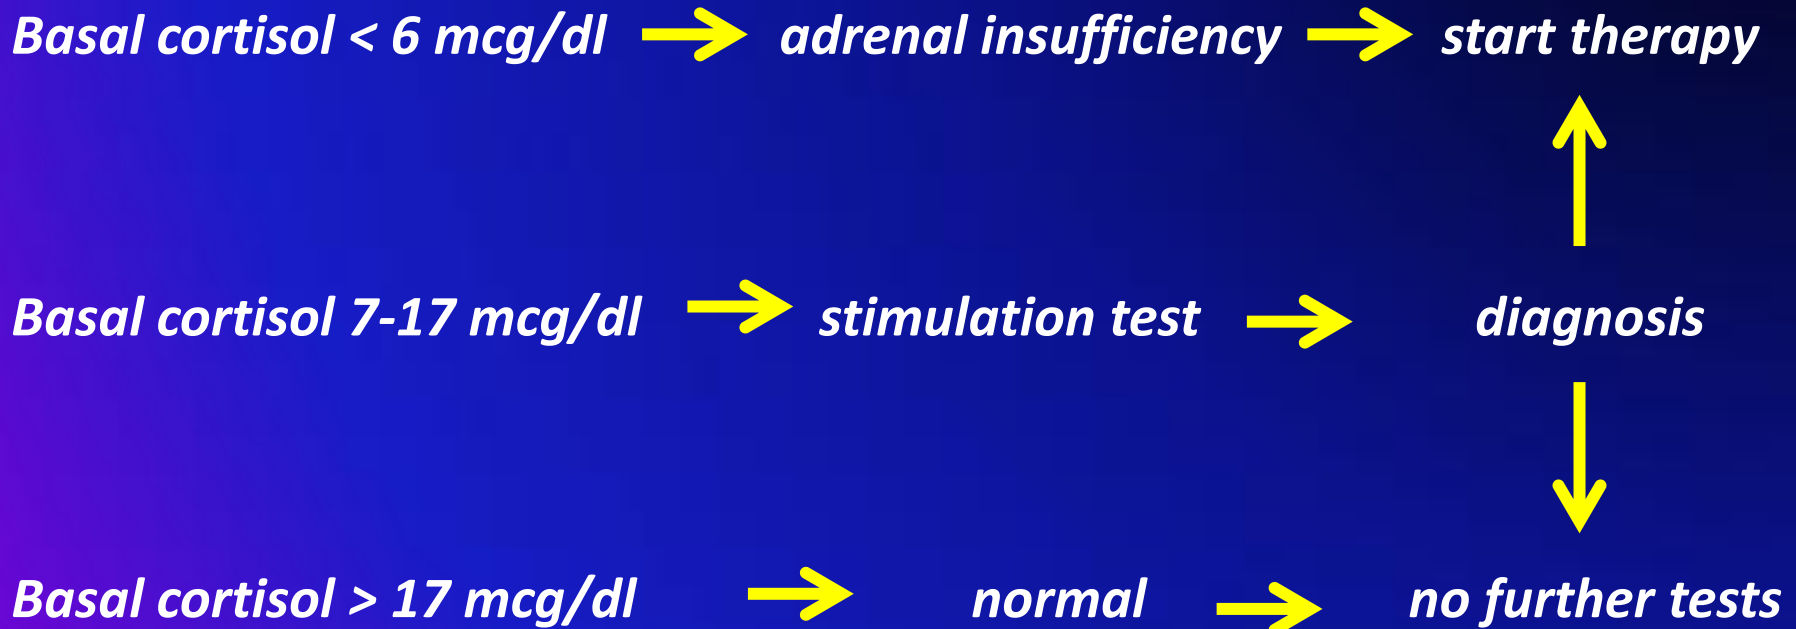 Basal cortisol < 6 mcg/dl adrenal insufficiency start therapy
Basal cortisol 7-17 mcg/dl stimulation test diagnosis
Basal cortisol > 17 mcg/dl normal no further tests